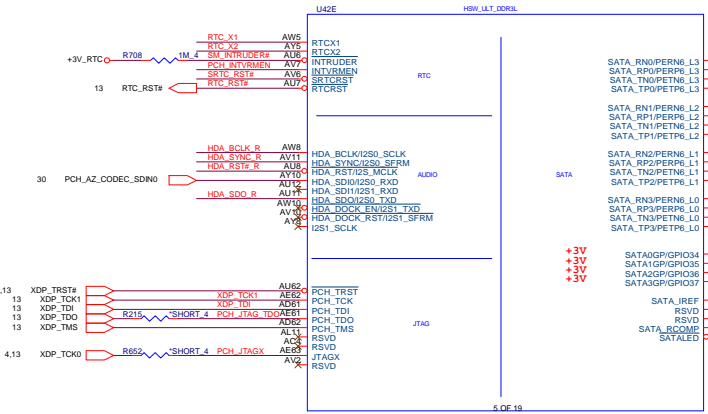 U42E HSW_ULT_DDR3L
RTC_X1 AW5 RTCX1
RTC_X2 AY5 RTCX2
+3V_RTC R708 1M_4 SM_INTRUDER# AU6 INTRUDER SATA_RN0/PERN6_L3
PCH_INTVRMEN AV7 INTVRMEN RTC SATA_RP0/PERP6_L3
SRTC_RST# AV6 SRTCRST SATA_TN0/PETN6_L3
13 RTC_RST# RTC_RST# AU7 RTCRST SATA_TP0/PETP6_L3
SATA_RN1/PERN6_L2
SATA_RP1/PERP6_L2
SATA_TN1/PETN6_L2
SATA_TP1/PETP6_L2
HDA_BCLK_R AW8 HDA_BCLK/I2S0_SCLK SATA_RN2/PERN6_L1
HDA_SYNC_R AV11 HDA_SYNC/I2S0_SFRM SATA_RP2/PERP6_L1
HDA_RST#_R AU8 HDA_RST/I2S_MCLK AUDIO SATA SATA_TN2/PETN6_L1
30 PCH_AZ_CODEC_SDIN0 AY10 HDA_SDI0/I2S0_RXD SATA_TP2/PETP6_L1
AU12 HDA_SDI1/I2S1_RXD
HDA_SDO_R AU11 HDA_SDO/I2S0_TXD SATA_RN3/PERN6_L0
AW10 HDA_DOCK_EN/I2S1_TXD SATA_RP3/PERP6_L0
AV10 HDA_DOCK_RST/I2S1_SFRM SATA_TN3/PETN6_L0
AY8 I2S1_SCLK SATA_TP3/PETP6_L0
+3V SATA0GP/GPIO34
+3V SATA1GP/GPIO35
+3V SATA2GP/GPIO36
+3V SATA3GP/GPIO37
,13 XDP_TRST# AU62 PCH_TRST
13 XDP_TCK1 XDP_TCK1 AE62 PCH_TCK SATA_IREF
13 XDP_TDI XDP_TDI AD61 PCH_TDI RSVD
13 XDP_TDO R215 *SHORT_4 PCH_JTAG_TDO AE61 PCH_TDO RSVD
13 XDP_TMS AD62 PCH_TMS JTAG SATA_RCOMP
AL11 RSVD SATALED
AC4 RSVD
4,13 XDP_TCK0 R652 *SHORT_4 PCH_JTAGX AE63 JTAGX
AV2 RSVD
5 OF 19